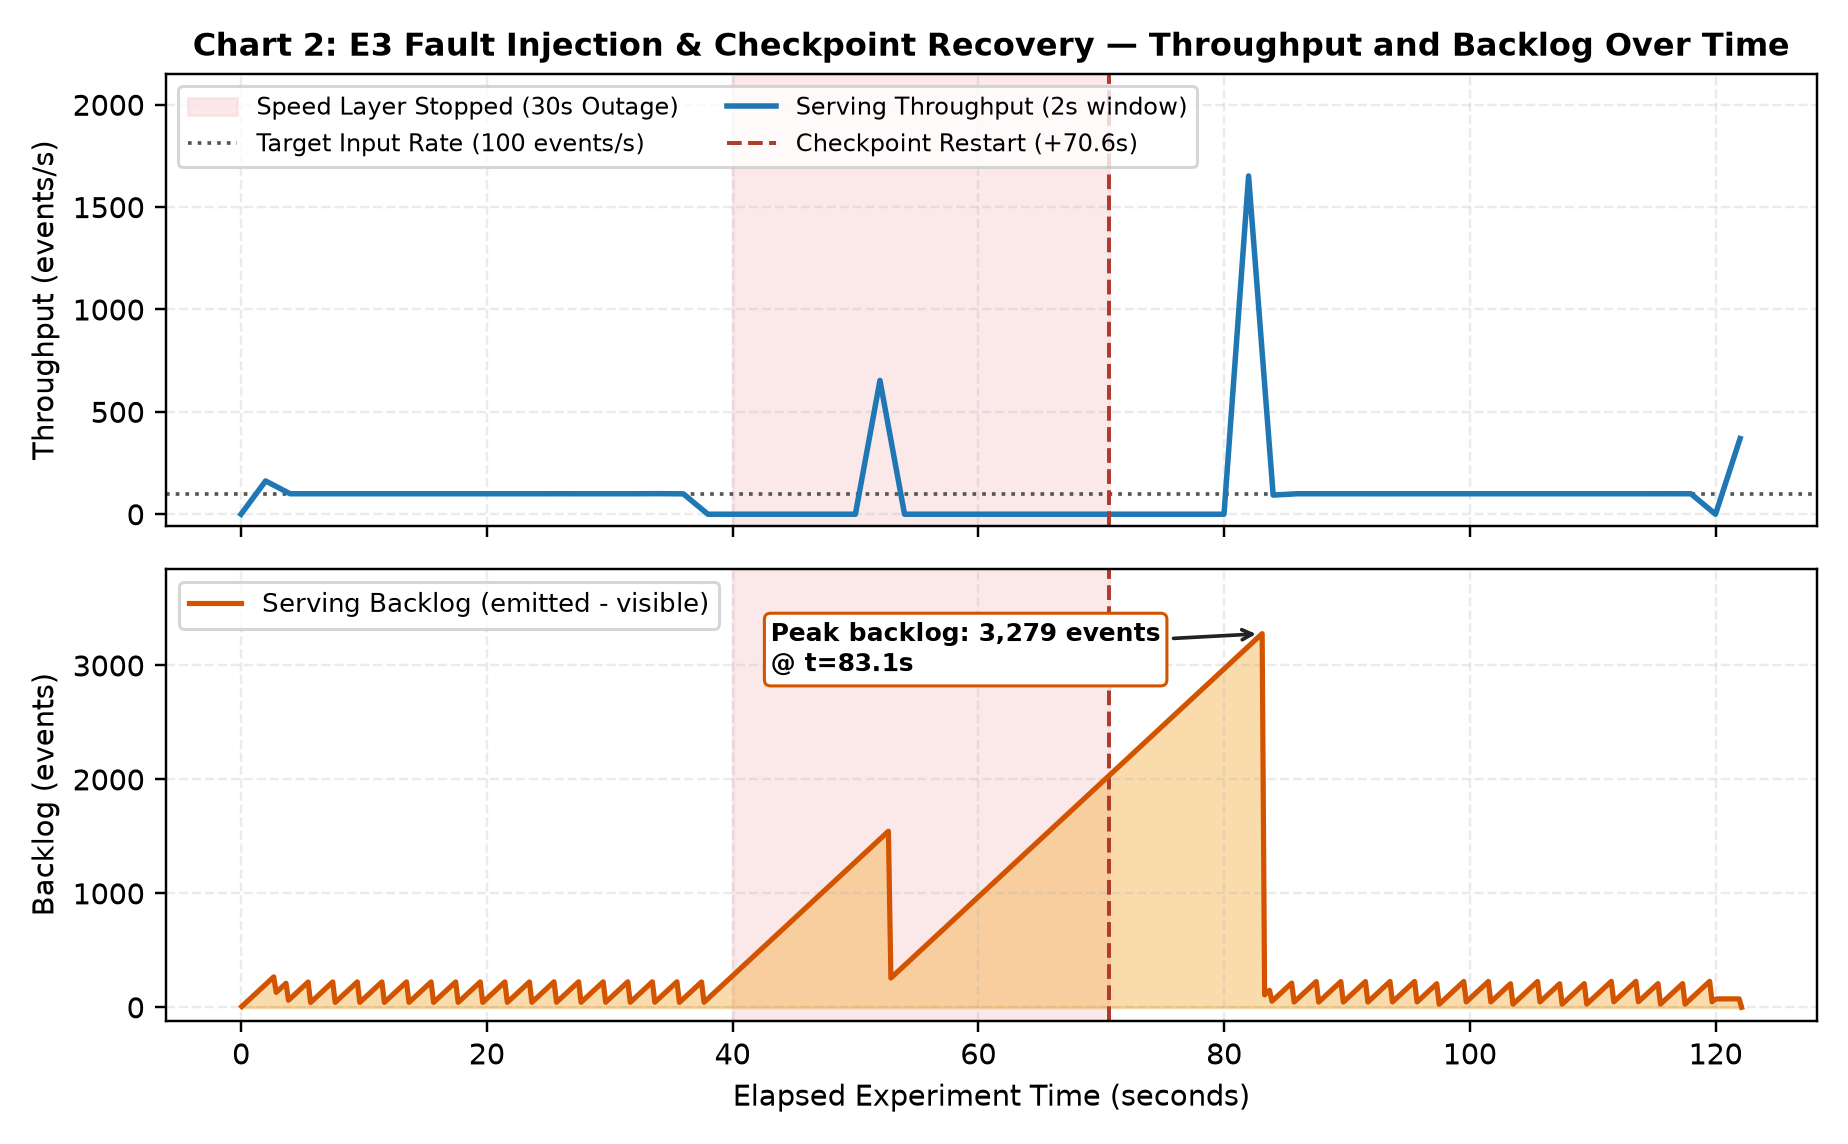 Chart 2: E3 Fault Injection & Checkpoint Recovery — Throughput and Backlog Over Time
Speed Layer Stopped (30s Outage)
Target Input Rate (100 events/s)
Serving Throughput (2s window)
Checkpoint Restart (+70.6s)
Throughput (events/s)
2000
1500
1000
500
0
Serving Backlog (emitted - visible)
Peak backlog: 3,279 events
@ t=83.1s
Backlog (events)
3000
2000
1000
0
0 20 40 60 80 100 120
Elapsed Experiment Time (seconds)